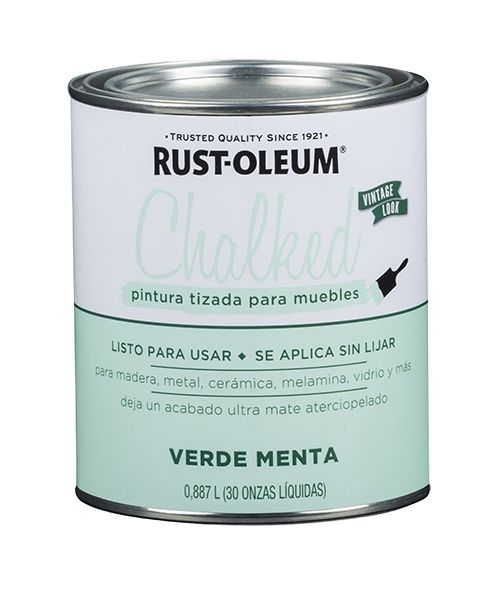 • TRUSTED QUALITY SINCE 1921 •
RUST-OLEUM®
Chalked
VINTAGE
LOOK
pintura tizada para muebles
LISTO PARA USAR ◆ SE APLICA SIN LIJAR
para madera, metal, cerámica, melamina, vidrio y más
deja un acabado ultra mate aterciopelado
VERDE MENTA
0,887 L (30 ONZAS LÍQUIDAS)